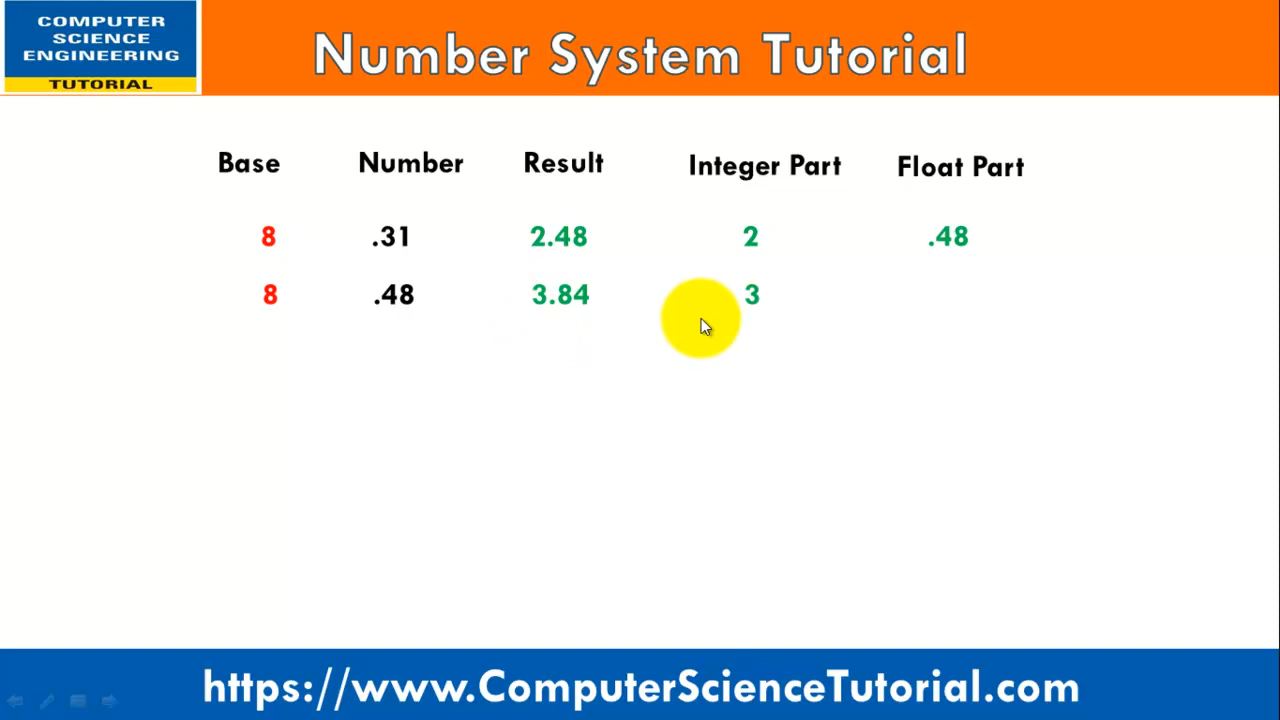 COMPUTER
SCIENCE
ENGINEERING
TUTORIAL
Number System Tutorial
Base Number Result Integer Part Float Part
8 .31 2.48 2 .48
8 .48 3.84 3
https://www.ComputerScienceTutorial.com